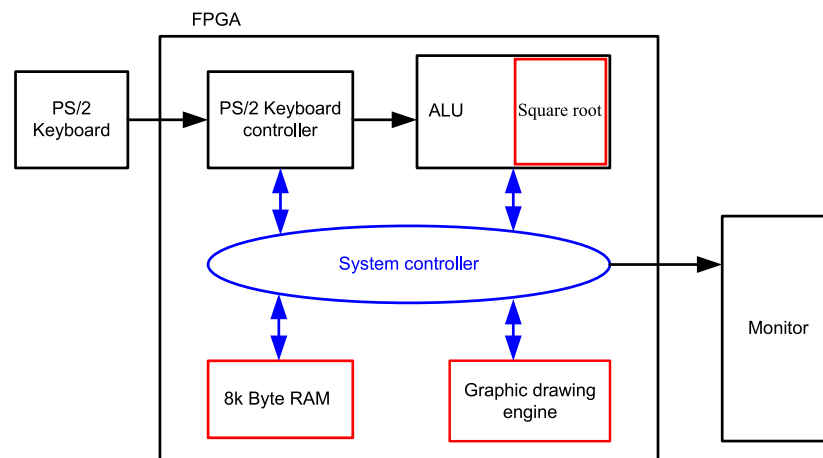 FPGA
PS/2
Keyboard
PS/2 Keyboard
controller
ALU
Square root
System controller
Monitor
8k Byte RAM
Graphic drawing
engine